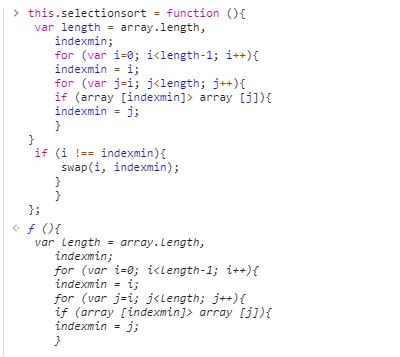 > this.selectionsort = function (){
var length = array.length,
indexmin;
for (var i=0; i<length-1; i++){
indexmin = i;
for (var j=i; j<length; j++){
if (array [indexmin]> array [j]){
indexmin = j;
}
}
if (i !== indexmin){
swap(i, indexmin);
}
}
};
ƒ (){
var length = array.length,
indexmin;
for (var i=0; i<length-1; i++){
indexmin = i;
for (var j=i; j<length; j++){
if (array [indexmin]> array [j]){
indexmin = j;
}